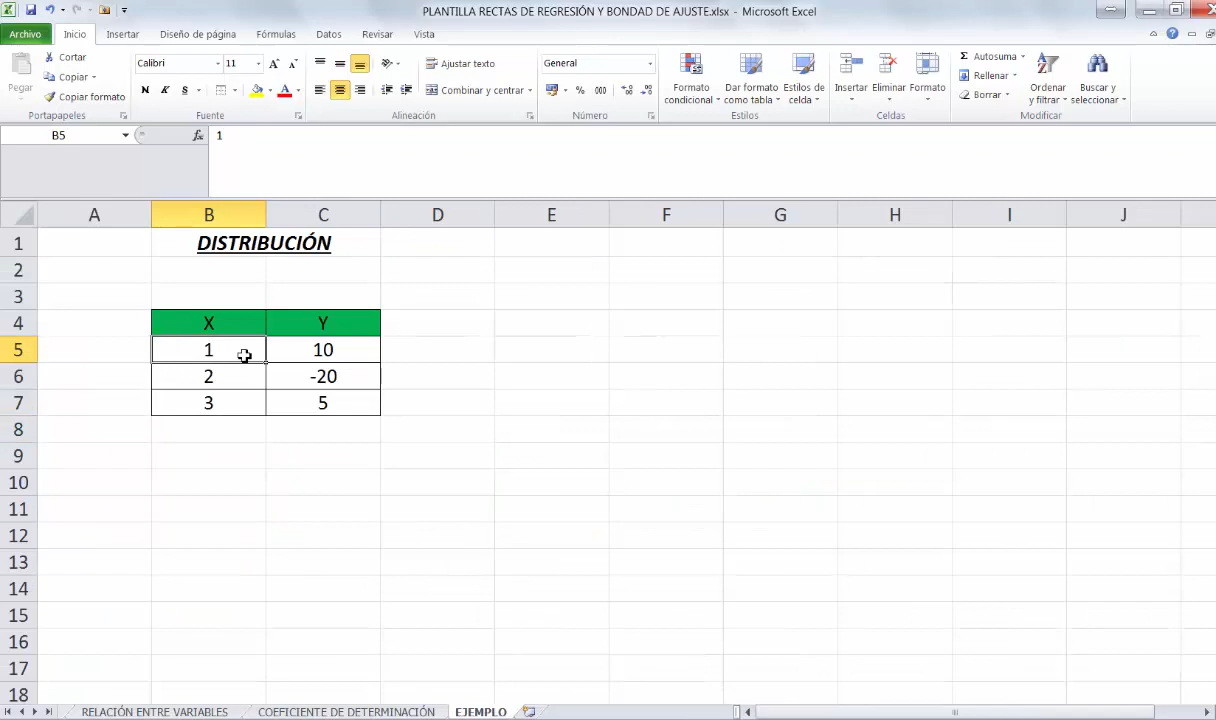 PLANTILLA RECTAS DE REGRESIÓN Y BONDAD DE AJUSTE.xlsx - Microsoft Excel
Archivo Inicio Insertar Diseño de página Fórmulas Datos Revisar Vista
Cortar Calibri 11 Ajustar texto General Autosuma
Pegar Copiar Combinar y centrar Formato condicional Dar formato como tabla Estilos de celda Insertar Eliminar Formato Rellenar Ordenar y filtrar Buscar y seleccionar
Copiar formato N K S A % 000 Borrar
Portapapeles Fuente Alineación Número Estilos Celdas Modificar
B5 fx 1
A B C D E F G H I J
1 DISTRIBUCIÓN
2
3
4 X Y
5 1 10
6 2 -20
7 3 5
8
9
10
11
12
13
14
15
16
17
18
RELACIÓN ENTRE VARIABLES COEFICIENTE DE DETERMINACIÓN EJEMPLO